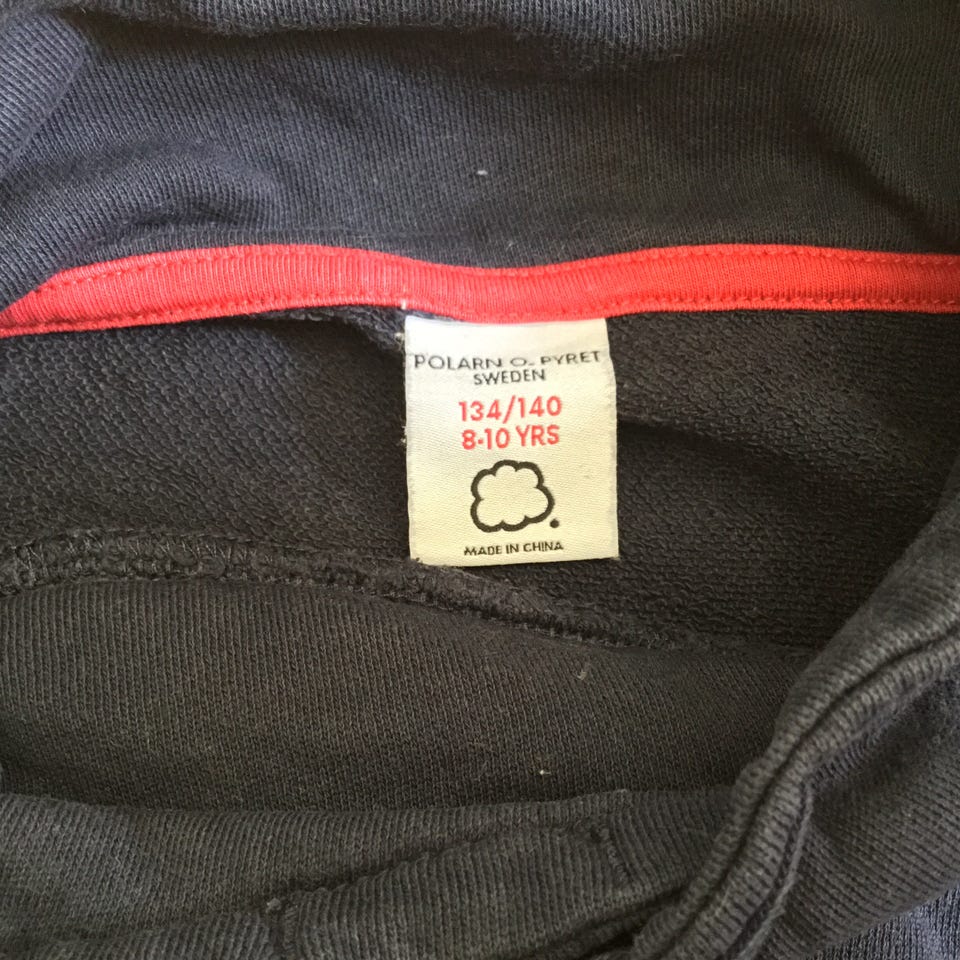 POLARN O. PYRET
SWEDEN
134/140
8-10 YRS
MADE IN CHINA